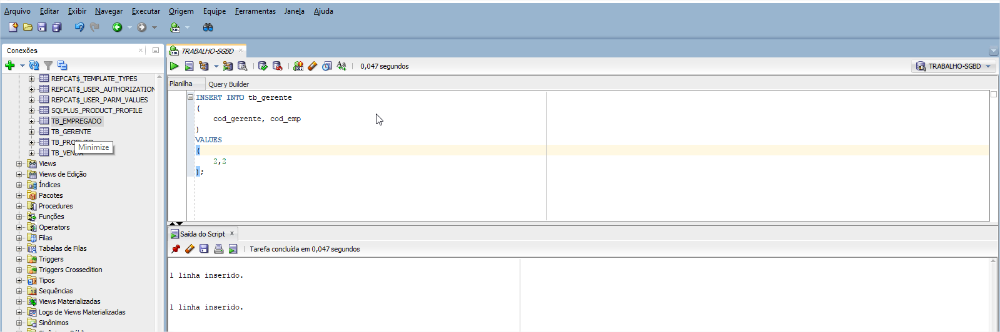 Arquivo Editar Exibir Navegar Executar Origem Equipe Ferramentas Janela Ajuda
Conexões
TRABALHO-SGBD
0,047 segundos
TRABALHO-SGBD
Planilha Query Builder
REPCAT$_TEMPLATE_TYPES
REPCAT$_USER_AUTHORIZATION
REPCAT$_USER_PARM_VALUES
SQLPLUS_PRODUCT_PROFILE
TB_EMPREGADO
TB_GERENTE
TB_PRODUTO
Minimize
TB_VENDA
Views
Views de Edição
Índices
Pacotes
Procedures
Funções
Operators
Filas
Tabelas de Filas
Triggers
Triggers Crossedition
Tipos
Sequências
Views Materializadas
Logs de Views Materializadas
Sinônimos
INSERT INTO tb_gerente
(
cod_gerente, cod_emp
)
VALUES
(
2,2
);
Saída do Script
Tarefa concluída em 0,047 segundos
1 linha inserido.
1 linha inserido.